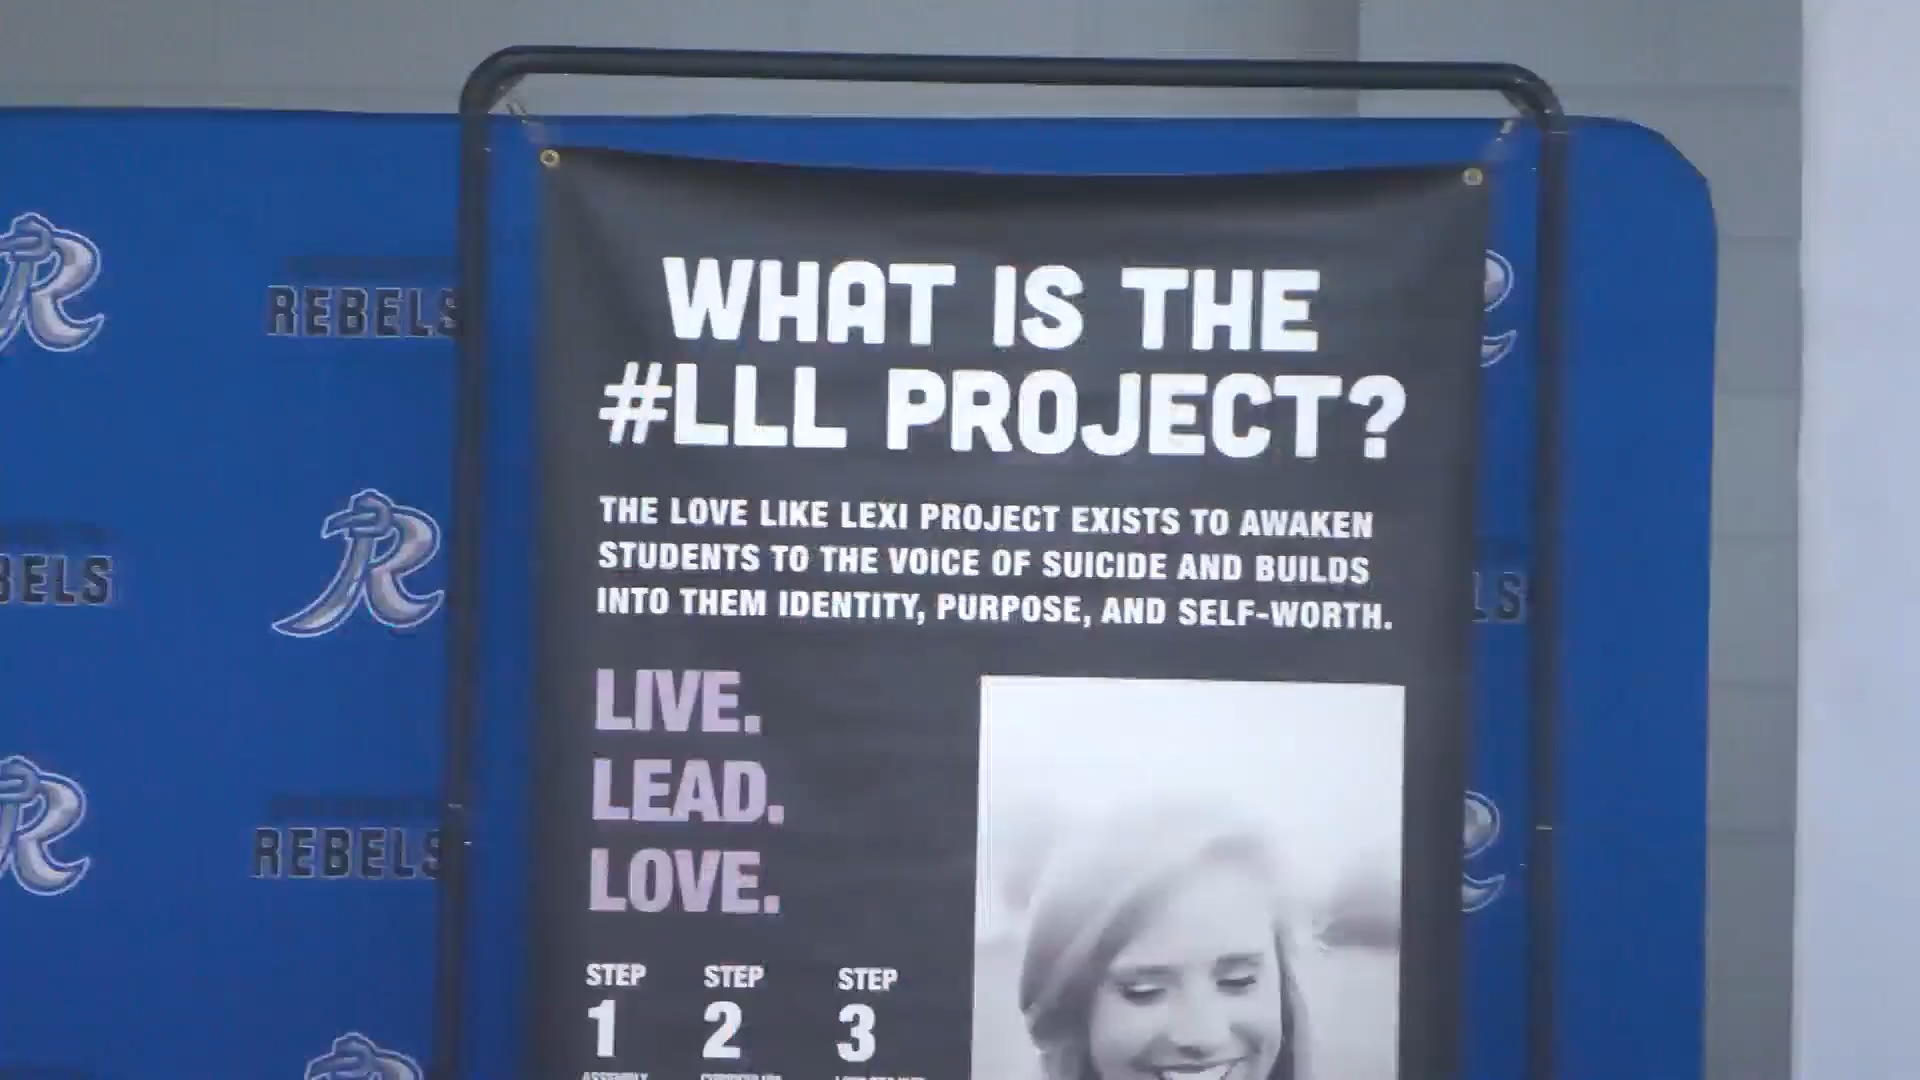 WHAT IS THE
#LLL PROJECT?
THE LOVE LIKE LEXI PROJECT EXISTS TO AWAKEN
STUDENTS TO THE VOICE OF SUICIDE AND BUILDS
INTO THEM IDENTITY, PURPOSE, AND SELF-WORTH.
LIVE.
LEAD.
LOVE.
STEP STEP STEP
1 2 3
R
REBELS
R
BELS
R
LS
R
REBELS
R
R